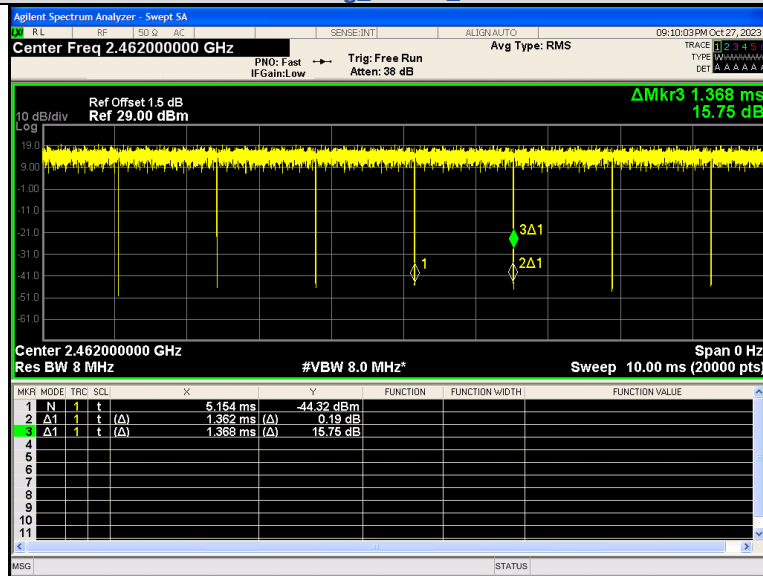 Agilent Spectrum Analyzer - Swept SA
LXI RL RF 50 Ω AC SENSE:INT ALIGN AUTO 09:10:03 PM Oct 27, 2023
Center Freq 2.462000000 GHz
PNO: Fast
IFGain:Low
Trig: Free Run
Atten: 38 dB
Avg Type: RMS
TRACE 1 2 3 4 5
TYPE
DET A A A A A
ΔMkr3 1.368 ms
15.75 dB
Ref Offset 1.5 dB
10 dB/div Ref 29.00 dBm
Log
19.0
9.00
-1.00
-11.0
-21.0
3Δ1
-31.0
1 2Δ1
-41.0
-51.0
-61.0
Center 2.462000000 GHz Span 0 Hz
Res BW 8 MHz #VBW 8.0 MHz* Sweep 10.00 ms (20000 pts)
MKR MODE TRC SCL X Y FUNCTION FUNCTION WIDTH FUNCTION VALUE
1 N 1 t 5.154 ms -44.32 dBm
2 Δ1 1 t (Δ) 1.362 ms (Δ) 0.19 dB
3 Δ1 1 t (Δ) 1.368 ms (Δ) 15.75 dB
4
5
6
7
8
9
10
11
MSG STATUS